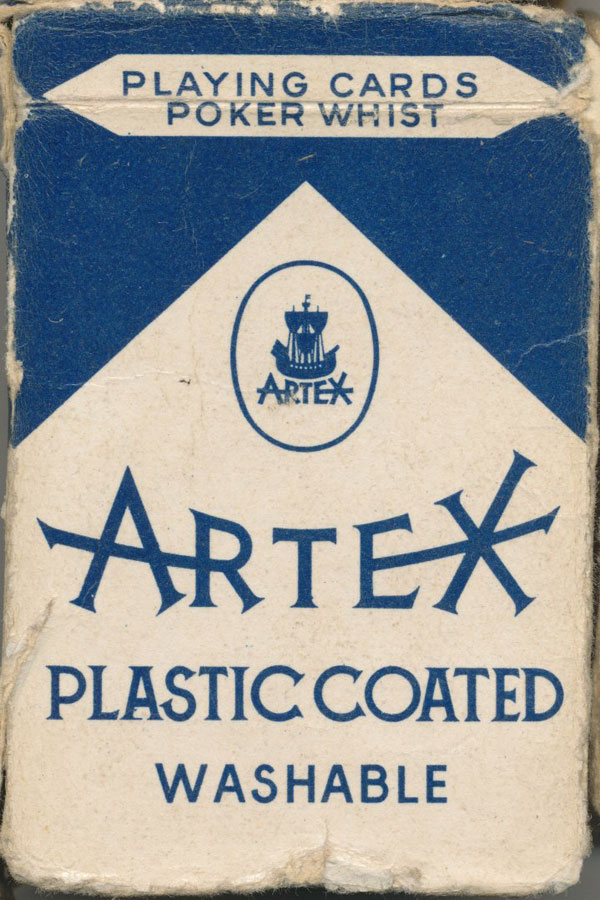 PLAYING CARDS
POKER WHIST
ARTEX
ARTEX
PLASTIC COATED
WASHABLE